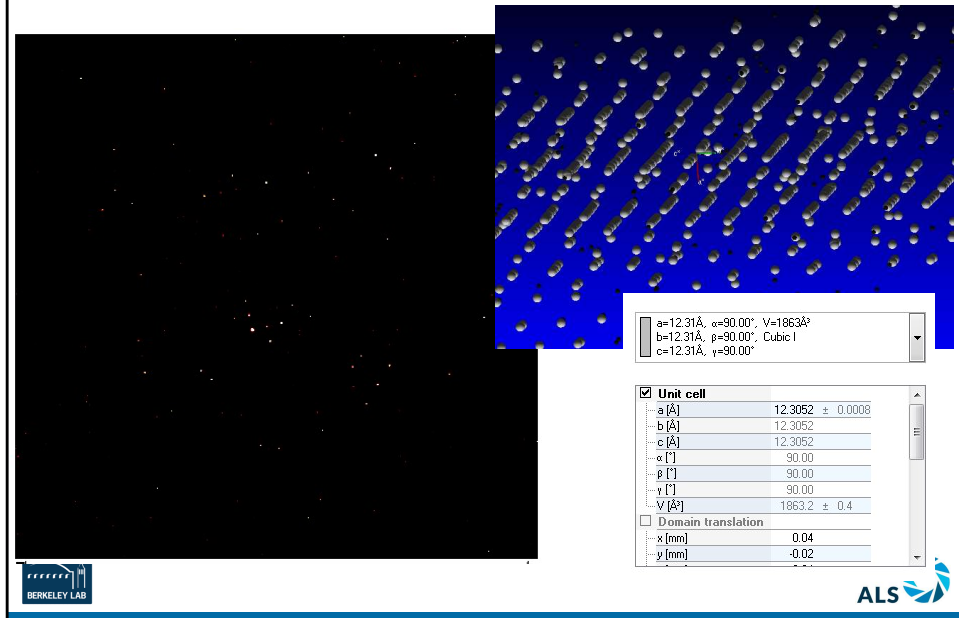 a=12.31Å, α=90.00°, V=1863Å³
b=12.31Å, β=90.00°, Cubic I
c=12.31Å, γ=90.00°
Unit cell
a [Å] 12.3052 ± 0.0008
b [Å] 12.3052
c [Å] 12.3052
α [°] 90.00
β [°] 90.00
γ [°] 90.00
V [Å³] 1863.2 ± 0.4
Domain translation
x [mm] 0.04
y [mm] -0.02
BERKELEY LAB
ALS